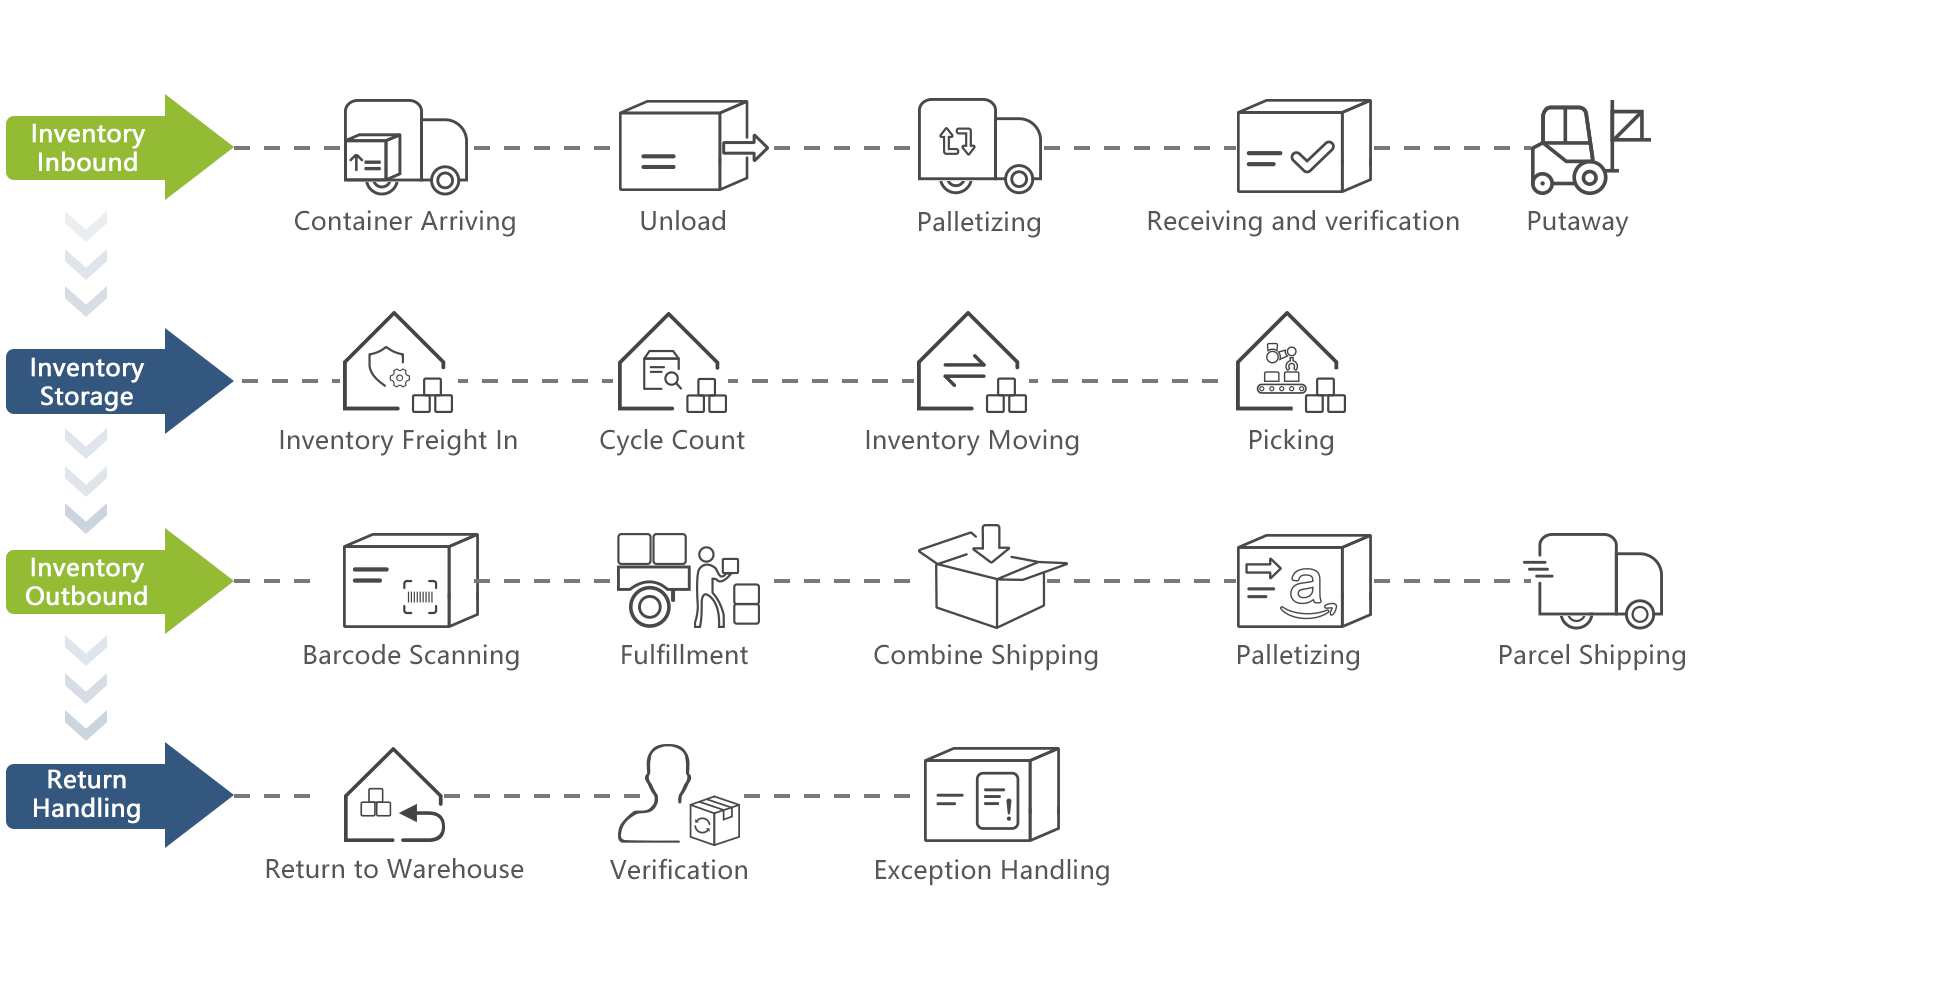 Inventory
Inbound
Container Arriving
Unload
Palletizing
Receiving and verification
Putaway
Inventory
Storage
Inventory Freight In
Cycle Count
Inventory Moving
Picking
Inventory
Outbound
a
Barcode Scanning
Fulfillment
Combine Shipping
Palletizing
Parcel Shipping
Return
Handling
!
Return to Warehouse
Verification
Exception Handling